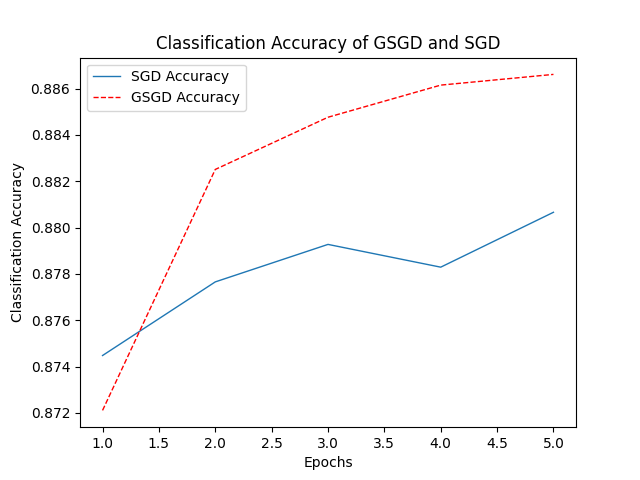 Classification Accuracy of GSGD and SGD
SGD Accuracy
GSGD Accuracy
0.886
0.884
0.882
0.880
0.878
0.876
0.874
0.872
Classification Accuracy
1.0 1.5 2.0 2.5 3.0 3.5 4.0 4.5 5.0
Epochs